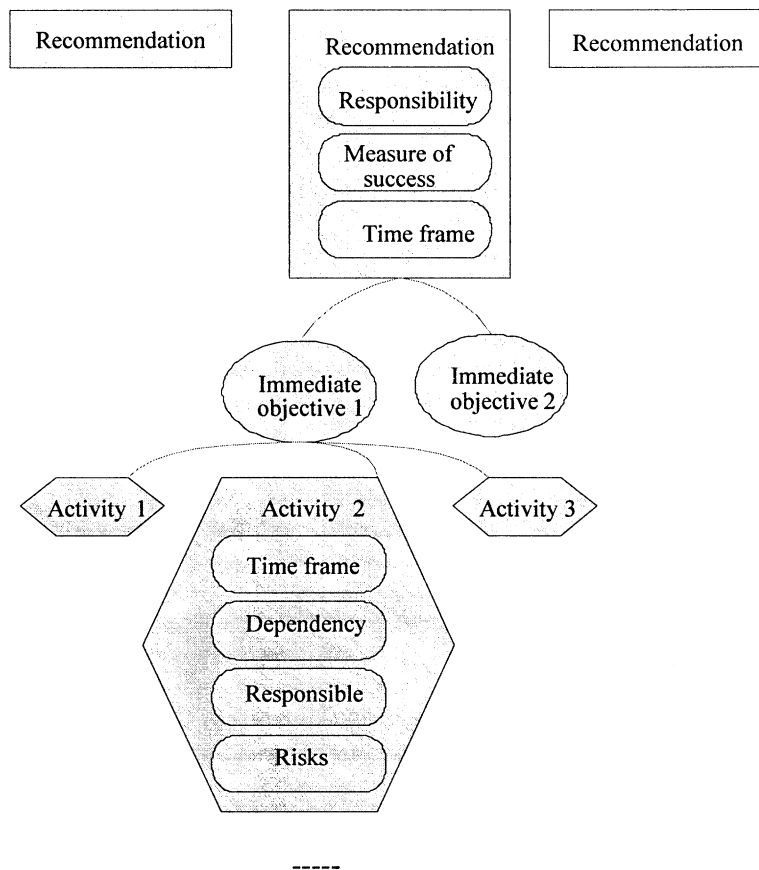 Recommendation
Recommendation
Responsibility
Measure of
success
Time frame
Recommendation
Immediate
objective 1
Immediate
objective 2
Activity 1
Activity 2
Time frame
Dependency
Responsible
Risks
Activity 3
-----